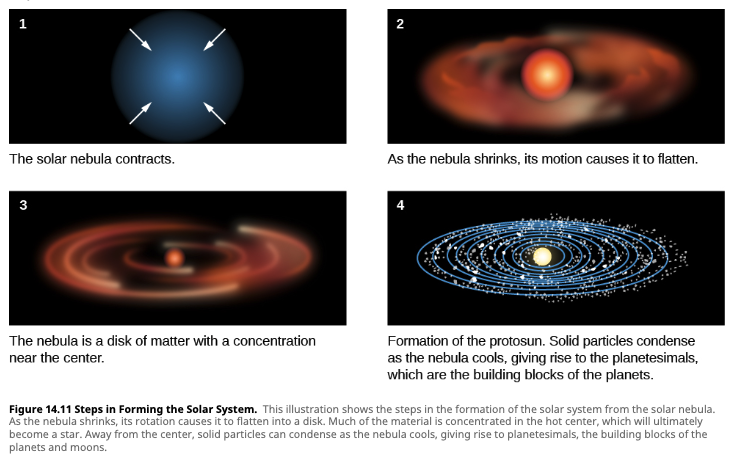 1
The solar nebula contracts.
2
As the nebula shrinks, its motion causes it to flatten.
3
The nebula is a disk of matter with a concentration
near the center.
4
Formation of the protosun. Solid particles condense
as the nebula cools, giving rise to the planetesimals,
which are the building blocks of the planets.
Figure 14.11 Steps in Forming the Solar System. This illustration shows the steps in the formation of the solar system from the solar nebula.
As the nebula shrinks, its rotation causes it to flatten into a disk. Much of the material is concentrated in the hot center, which will ultimately
become a star. Away from the center, solid particles can condense as the nebula cools, giving rise to planetesimals, the building blocks of the
planets and moons.